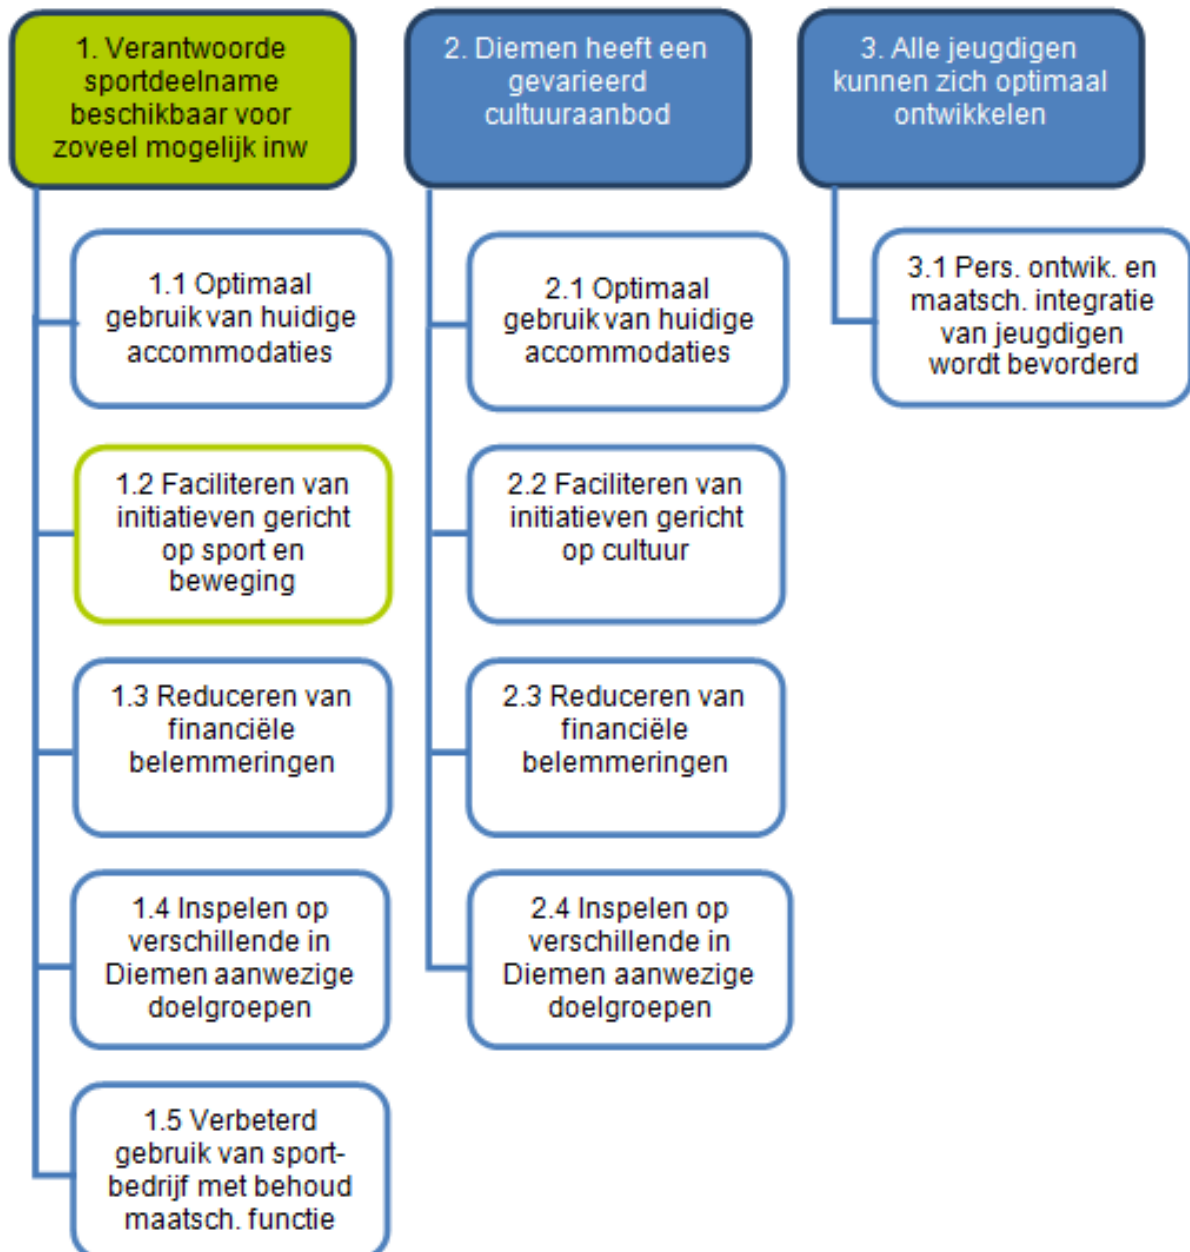 1. Verantwoorde
sportdeelname
beschikbaar voor
zoveel mogelijk inw
1.1 Optimaal
gebruik van huidige
accommodaties
1.2 Faciliteren van
initiatieven gericht
op sport en
beweging
1.3 Reduceren van
financiële
belemmeringen
1.4 Inspelen op
verschillende in
Diemen aanwezige
doelgroepen
1.5 Verbeterd
gebruik van sport-
bedrijf met behoud
maatsch. functie
2. Diemen heeft een
gevarieerd
cultuuraanbod
2.1 Optimaal
gebruik van huidige
accommodaties
2.2 Faciliteren van
initiatieven gericht
op cultuur
2.3 Reduceren van
financiële
belemmeringen
2.4 Inspelen op
verschillende in
Diemen aanwezige
doelgroepen
3. Alle jeugdigen
kunnen zich optimaal
ontwikkelen
3.1 Pers. ontwik. en
maatsch. integratie
van jeugdigen
wordt bevorderd